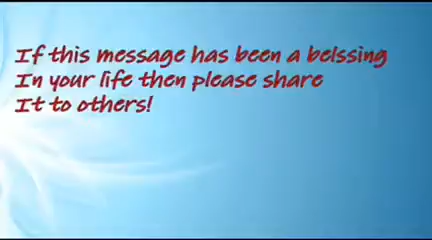 If this message has been a belssing
In your life then please share
It to others!